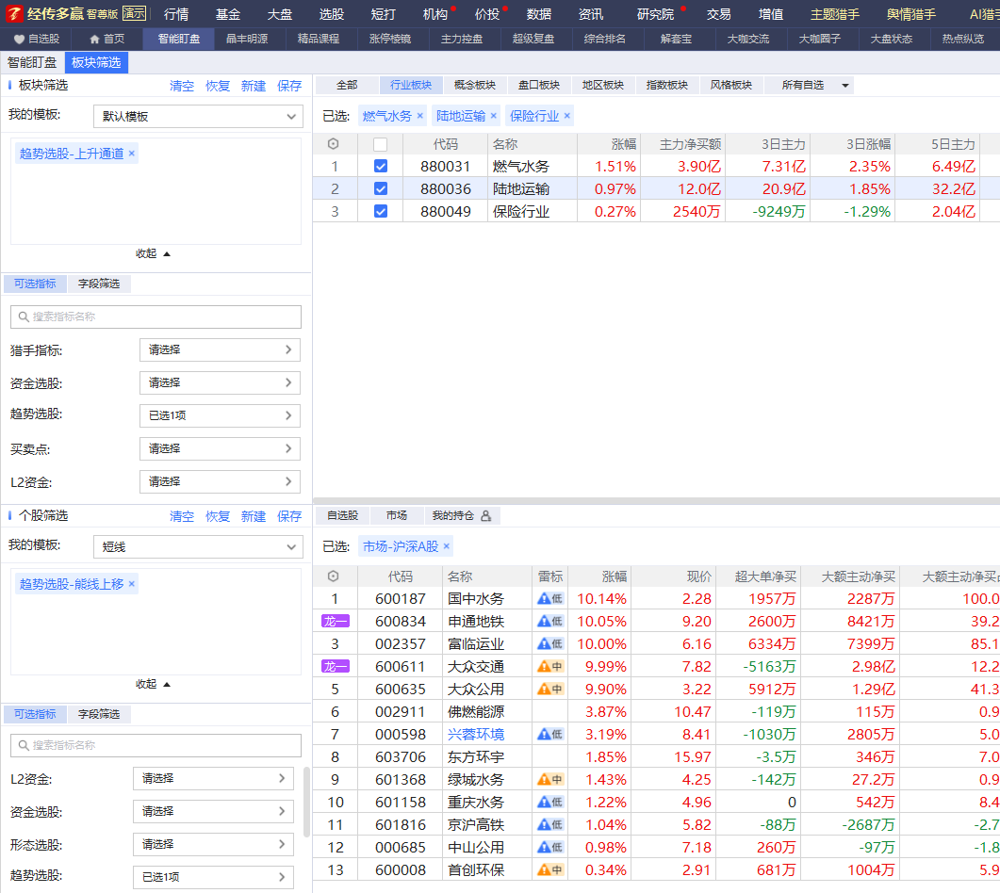 经传多赢 智尊版 演示 行情 基金 大盘 选股 短打 机构 价投 数据 资讯 研究院 交易 增值 主题猎手 舆情猎手 AI猎手
自选股 首页 智能盯盘 晶丰明源 精品课程 涨停棱镜 主力控盘 超级复盘 综合排名 解套宝 大咖交流 大咖圈子 大盘状态 热点纵览
智能盯盘 板块筛选
板块筛选 清空 恢复 新建 保存
我的模板: 默认模板
趋势选股-上升通道 ×
收起
可选指标 字段筛选
搜索指标名称
猎手指标: 请选择
资金选股: 请选择
趋势选股: 已选1项
买卖点: 请选择
L2资金: 请选择
全部 行业板块 概念板块 盘口板块 地区板块 指数板块 风格板块 所有自选
已选: 燃气水务 × 陆地运输 × 保险行业 ×
代码 名称 涨幅 主力净买额 3日主力 3日涨幅 5日主力
1 880031 燃气水务 1.51% 3.90亿 7.31亿 2.35% 6.49亿
2 880036 陆地运输 0.97% 12.0亿 20.9亿 1.85% 32.2亿
3 880049 保险行业 0.27% 2540万 -9249万 -1.29% 2.04亿
个股筛选 清空 恢复 新建 保存
我的模板: 短线
趋势选股-能线上移 ×
收起
可选指标 字段筛选
搜索指标名称
L2资金: 请选择
资金选股: 请选择
形态选股: 请选择
趋势选股: 已选1项
自选股 市场 我的持仓
已选: 市场-沪深A股 ×
代码 名称 雷标 涨幅 现价 超大单净买 大额主动净买 大额主动净买
1 600187 国中水务 低 10.14% 2.28 1957万 2287万 100.0
龙一 600834 申通地铁 低 10.05% 9.20 2600万 8421万 39.2
3 002357 富临运业 低 10.00% 6.16 6334万 7399万 85.1
龙一 600611 大众交通 中 9.99% 7.82 -5163万 2.98亿 12.2
5 600635 大众公用 中 9.90% 3.22 5912万 1.29亿 41.3
6 002911 佛燃能源 3.87% 10.47 -119万 115万 0.9
7 000598 兴蓉环境 低 3.19% 8.41 -1030万 2805万 5.0
8 603706 东方环宇 1.85% 15.97 -3.5万 346万 7.0
9 601368 绿城水务 中 1.43% 4.25 -142万 27.2万 0.9
10 601158 重庆水务 低 1.22% 4.96 0 542万 8.4
11 601816 京沪高铁 低 1.04% 5.82 -88万 -2687万 -2.7
12 000685 中山公用 低 0.98% 7.18 260万 -97万 -1.8
13 600008 首创环保 中 0.34% 2.91 681万 1004万 5.9